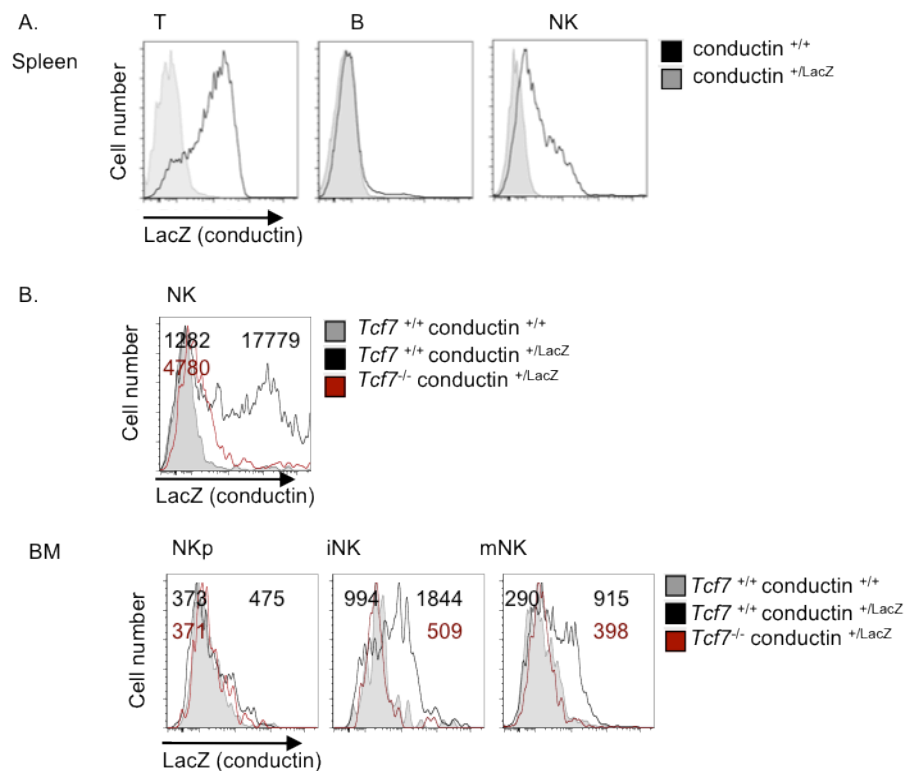 A.
T B NK
Spleen
Cell number
conductin +/+
conductin +/LacZ
LacZ (conductin)
B.
NK
Cell number
1282 17779
4780
Tcf7 +/+ conductin +/+
Tcf7 +/+ conductin +/LacZ
Tcf7-/- conductin +/LacZ
LacZ (conductin)
BM
NKp iNK mNK
Cell number
373 475 994 1844 290 915
371 509 398
Tcf7 +/+ conductin +/+
Tcf7 +/+ conductin +/LacZ
Tcf7-/- conductin +/LacZ
LacZ (conductin)